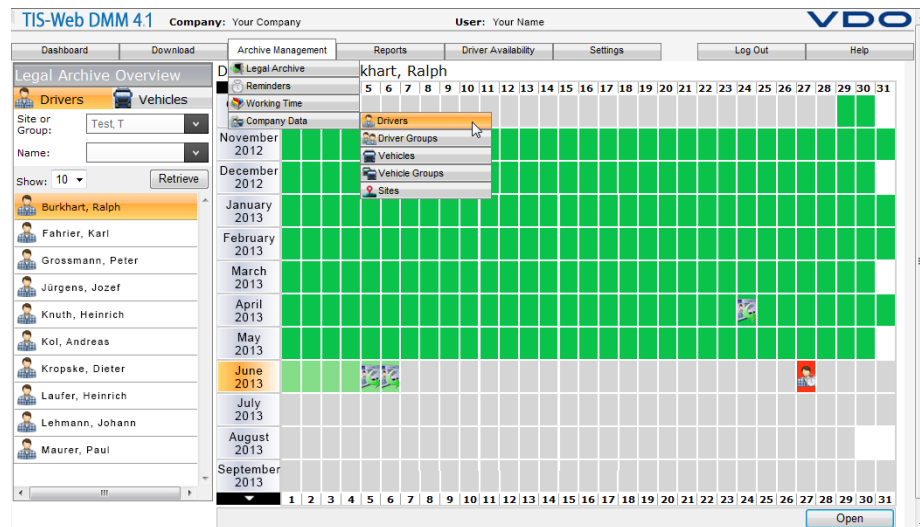 TIS-Web DMM 4.1 Company: Your Company User: Your Name VDO
Dashboard Download Archive Management Reports Driver Availability Settings Log Out Help
Legal Archive Overview
Drivers Vehicles
Site or Group: Test, T
Name:
Show: 10 Retrieve
Burkhart, Ralph
Fahrier, Karl
Grossmann, Peter
Jürgens, Jozef
Knuth, Heinrich
Kol, Andreas
Kropske, Dieter
Laufer, Heinrich
Lehmann, Johann
Maurer, Paul
Legal Archive
Reminders
Working Time
Company Data
Drivers
Driver Groups
Vehicles
Vehicle Groups
Sites
D khart, Ralph
5 6 7 8 9 10 11 12 13 14 15 16 17 18 19 20 21 22 23 24 25 26 27 28 29 30 31
November 2012
December 2012
January 2013
February 2013
March 2013
April 2013
May 2013
June 2013
July 2013
August 2013
September 2013
1 2 3 4 5 6 7 8 9 10 11 12 13 14 15 16 17 18 19 20 21 22 23 24 25 26 27 28 29 30 31
Open